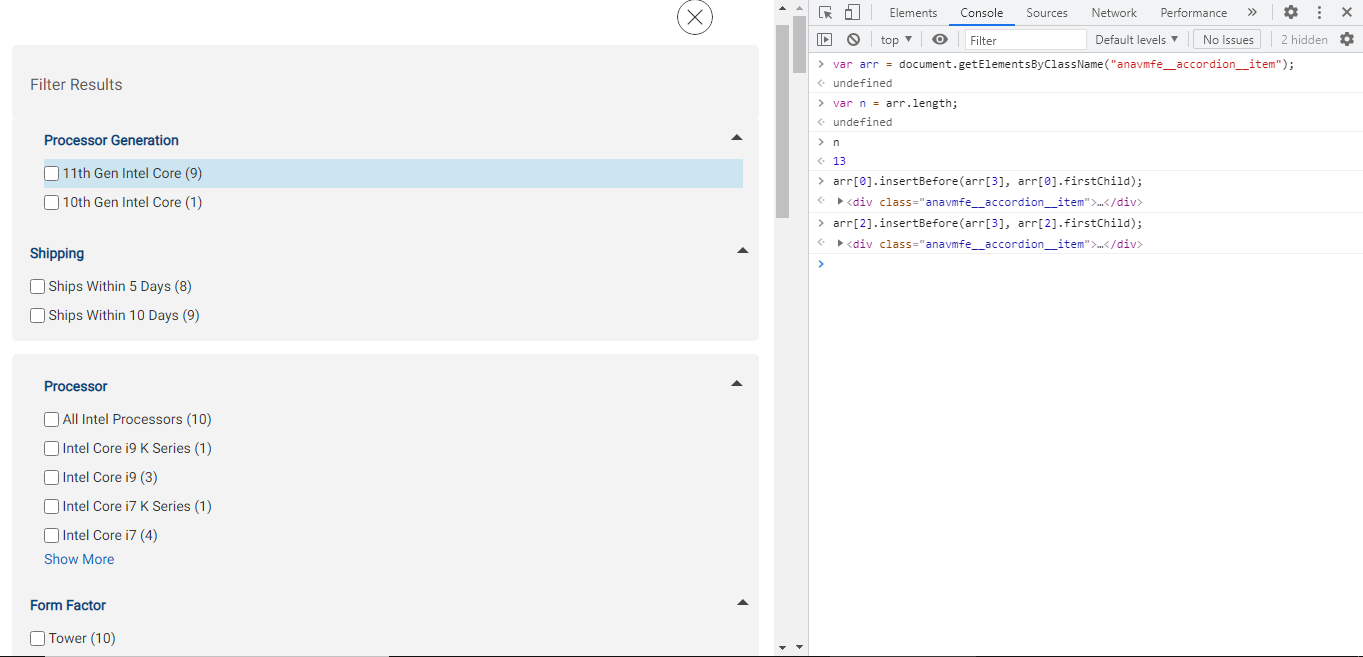 Filter Results
Processor Generation
11th Gen Intel Core (9)
10th Gen Intel Core (1)
Shipping
Ships Within 5 Days (8)
Ships Within 10 Days (9)
Processor
All Intel Processors (10)
Intel Core i9 K Series (1)
Intel Core i9 (3)
Intel Core i7 K Series (1)
Intel Core i7 (4)
Show More
Form Factor
Tower (10)
Elements Console Sources Network Performance »
top ▼ Filter Default levels ▼ No Issues 2 hidden
> var arr = document.getElementsByClassName("anavmfe__accordion__item");
undefined
> var n = arr.length;
undefined
> n
13
> arr[0].insertBefore(arr[3], arr[0].firstChild);
<div class="anavmfe__accordion__item">…</div>
> arr[2].insertBefore(arr[3], arr[2].firstChild);
<div class="anavmfe__accordion__item">…</div>
>